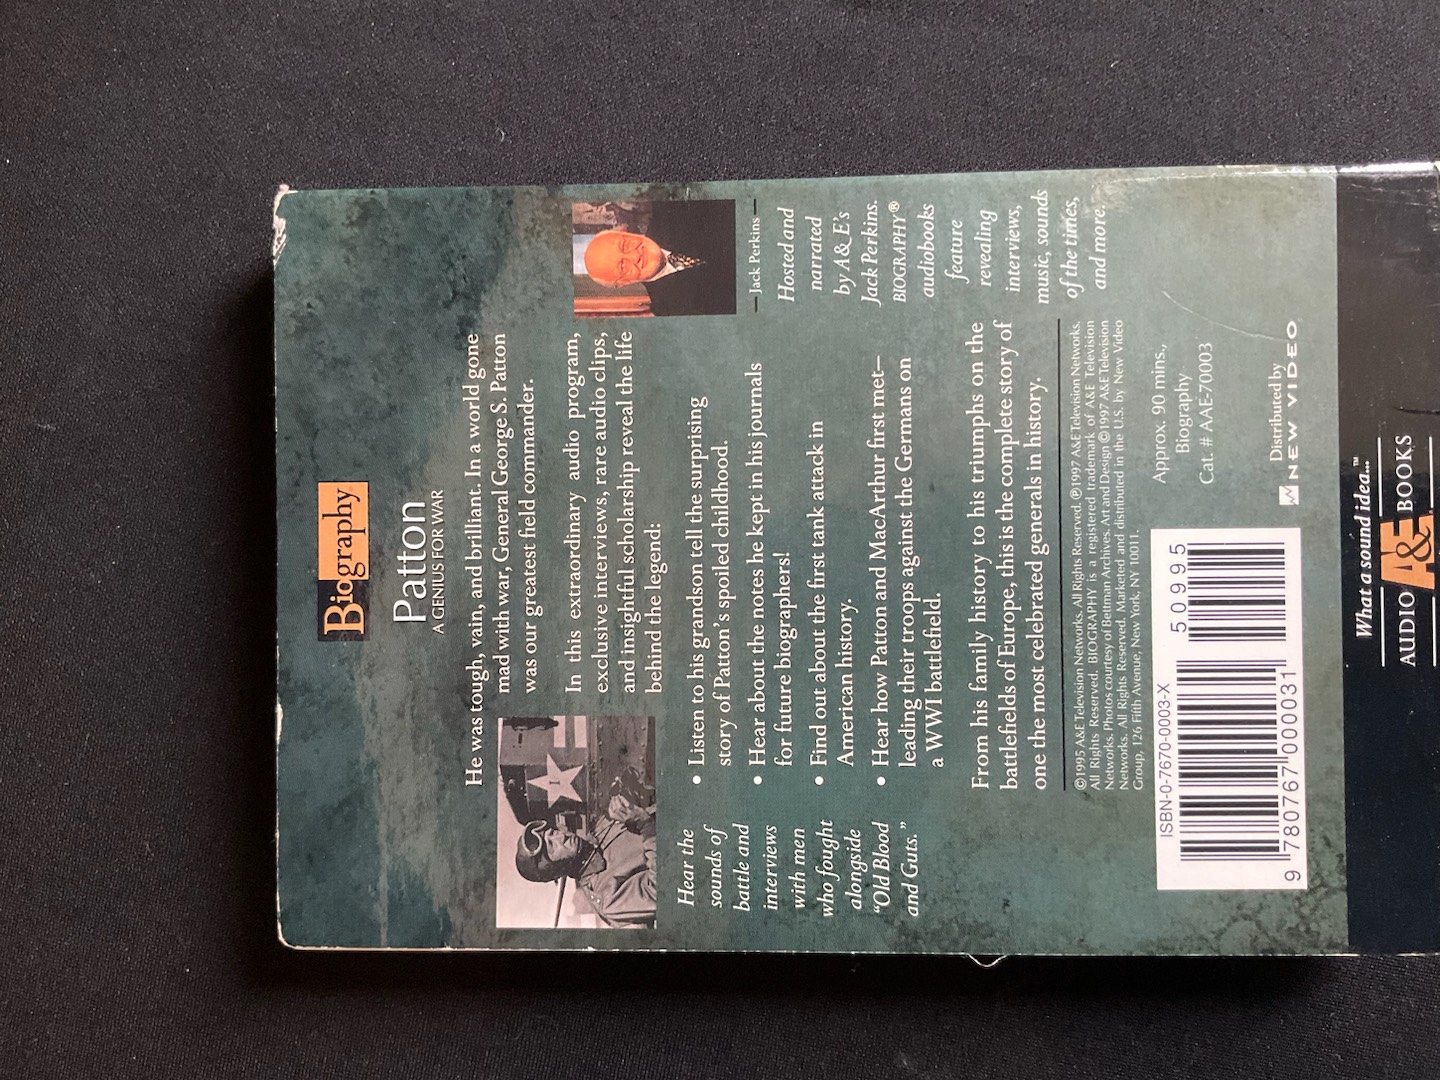 Biography
Patton
A GENIUS FOR WAR
He was tough, vain, and brilliant. In a world gone
mad with war, General George S. Patton
was our greatest field commander.
In this extraordinary audio program,
exclusive interviews, rare audio clips,
and insightful scholarship reveal the life
behind the legend:
• Listen to his grandson tell the surprising
story of Patton's spoiled childhood.
• Hear about the notes he kept in his journals
for future biographers!
• Find out about the first tank attack in
American history.
• Hear how Patton and MacArthur first met—
leading their troops against the Germans on
a WWI battlefield.
From his family history to his triumphs on the
battlefields of Europe, this is the complete story of
one the most celebrated generals in history.
Hear the
sounds of
battle and
interviews
with men
who fought
alongside
"Old Blood
and Guts."
Jack Perkins
Hosted and
narrated
by A&E's
Jack Perkins.
BIOGRAPHY®
audiobooks
feature
revealing
interviews,
music, sounds
of the times,
and more.
©1995 A&E Television Networks. All Rights Reserved. ℗1997 A&E Television Networks.
All Rights Reserved. BIOGRAPHY is a registered trademark of A&E Television
Networks. Photos courtesy of Bettman Archives. Art and Design ©1997 A&E Television
Networks. All Rights Reserved. Marketed and distributed in the U.S. by New Video
Group, 126 Fifth Avenue, New York, NY 10011.
ISBN-0-7670-0003-X
50995
9 780767 000031
Approx. 90 mins.,
Biography
Cat. # AAE-70003
Distributed by
NEW VIDEO
What a sound idea...™
AUDIO A&E BOOKS